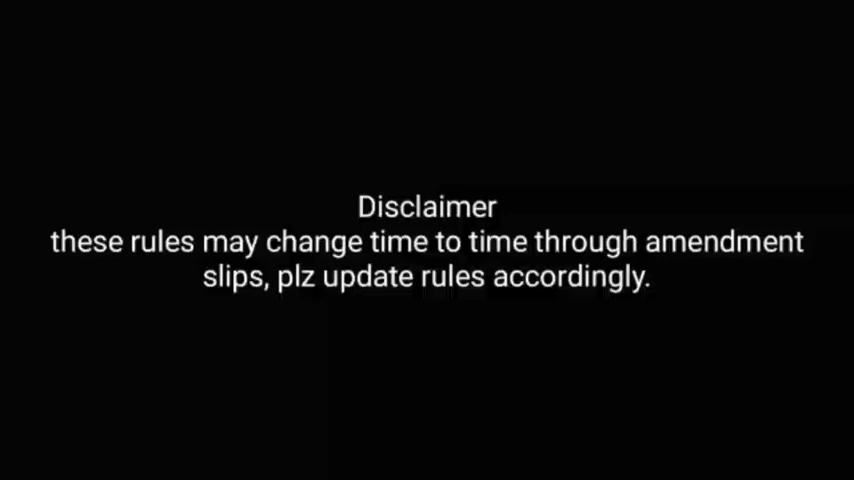 Disclaimer
these rules may change time to time through amendment
slips, plz update rules accordingly.